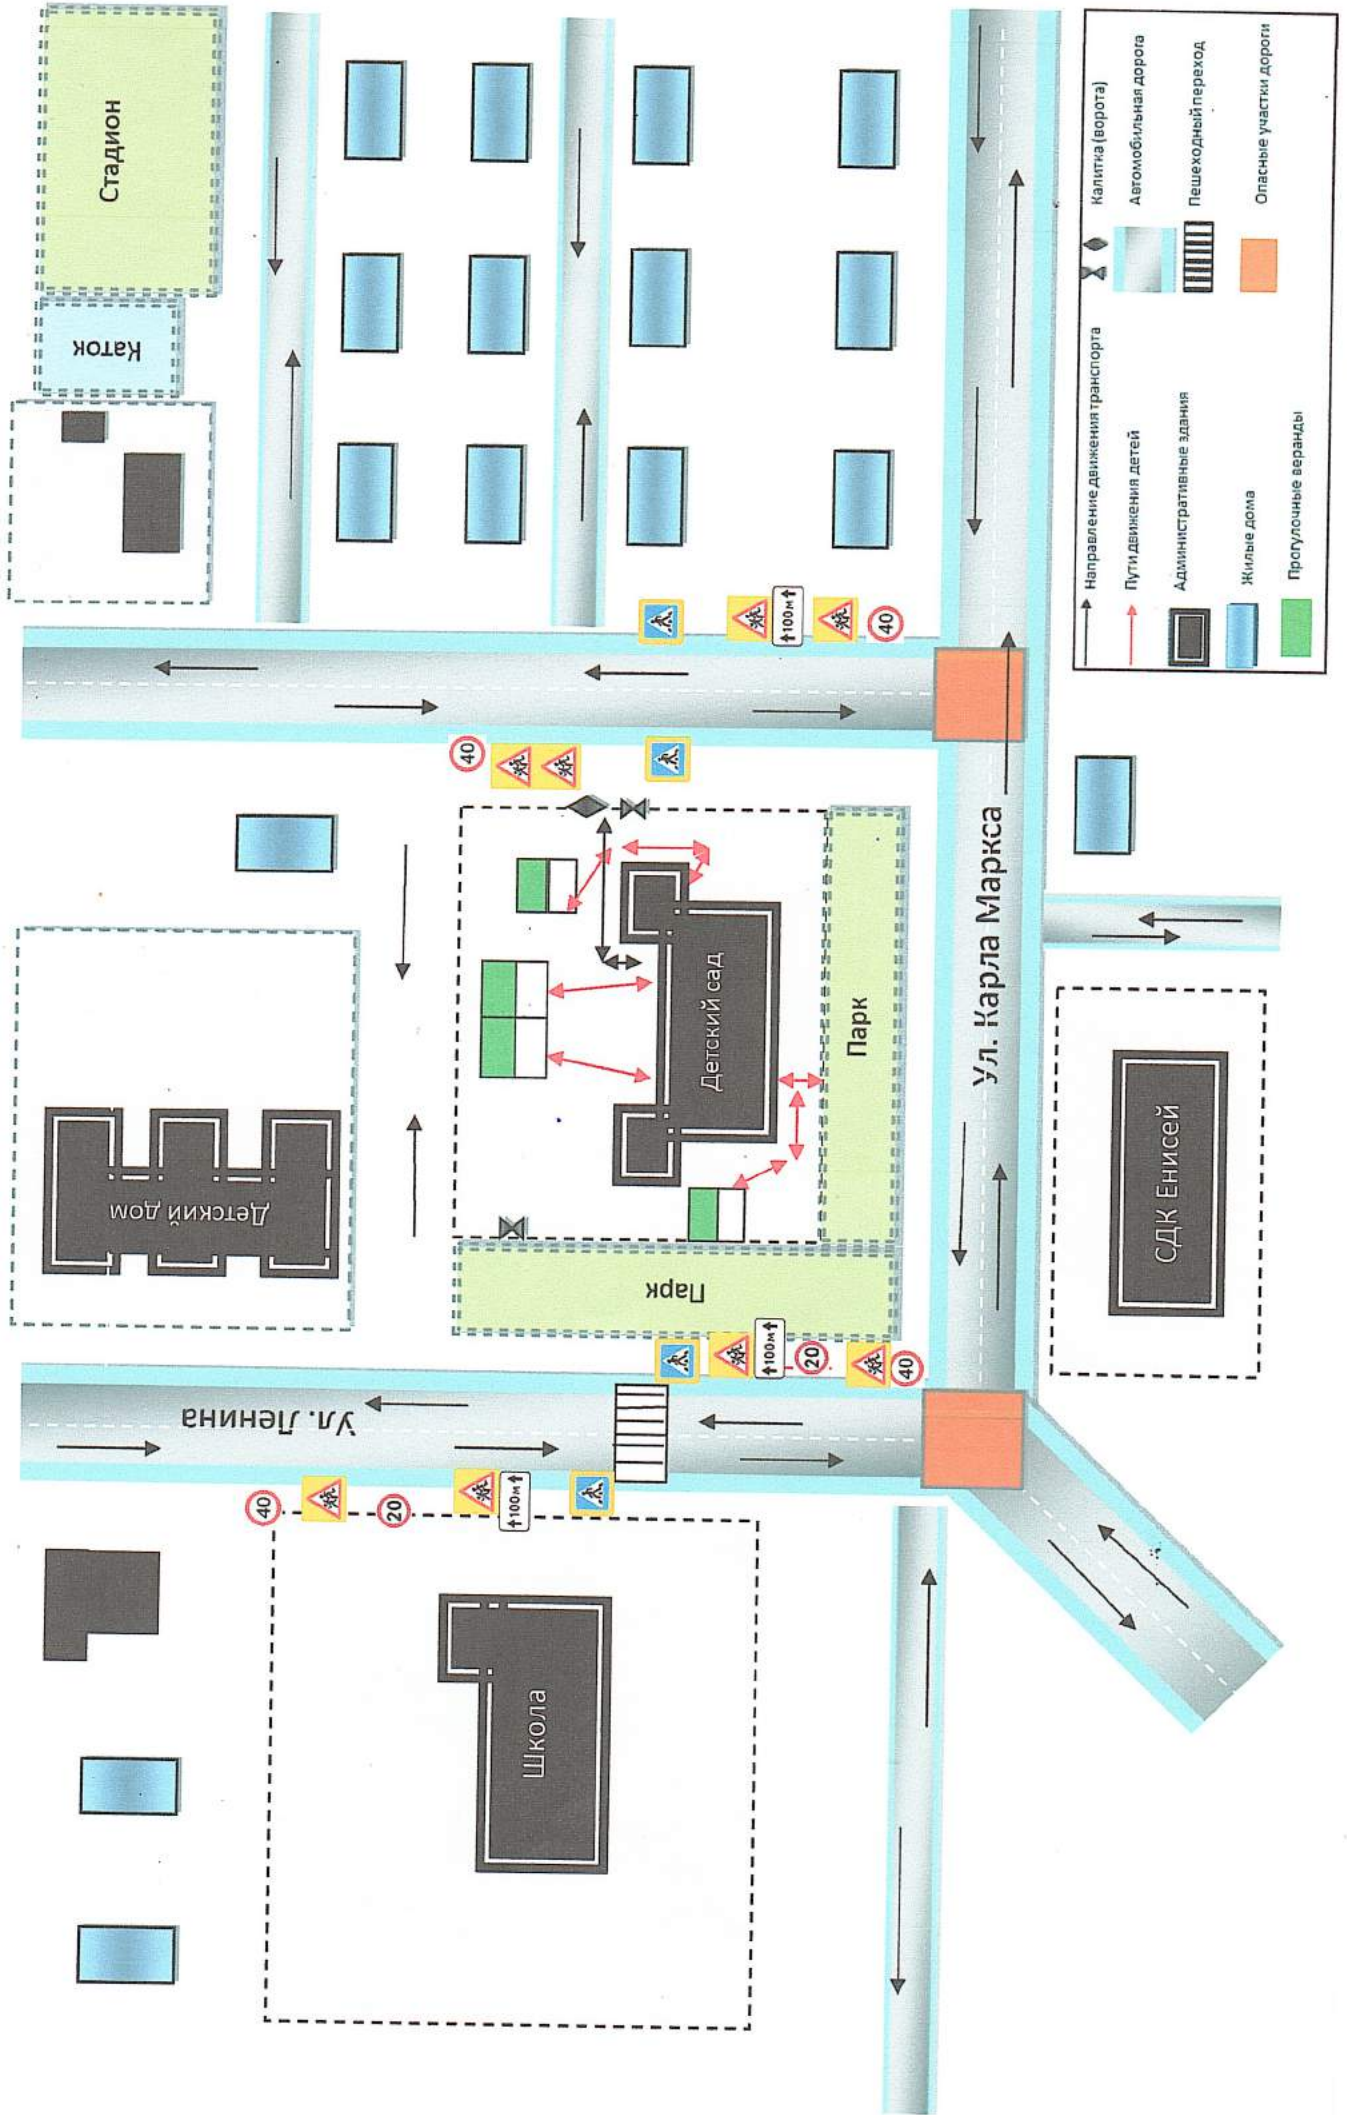 Стадион
Каток
Детский дом
Детский сад
Парк
Парк
Школа
СДК Енисей
Ул. Ленина
Ул. Карла Маркса
40
20
100м
100м
20
40
40
100м
40
Направление движения транспорта
Пути движения детей
Административные здания
Жилые дома
Прогулочные веранды
Калитка (ворота)
Автомобильная дорога
Пешеходный переход
Опасные участки дороги